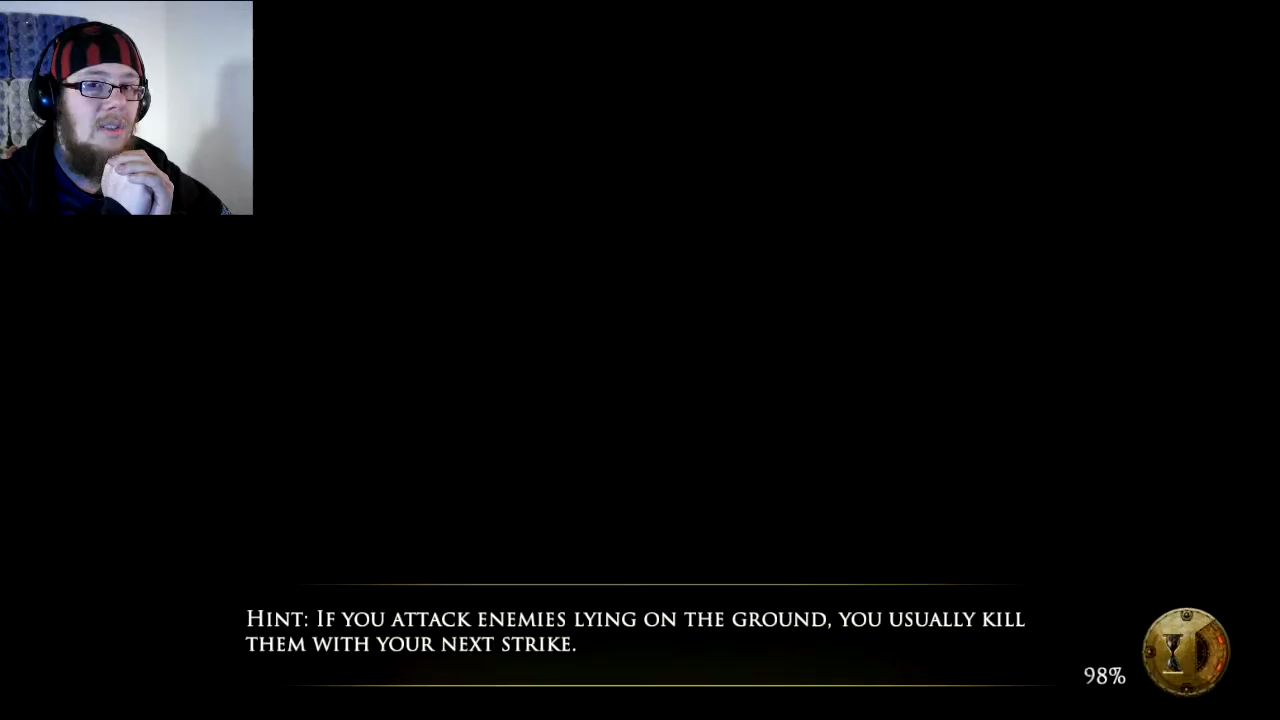 Hint: If you attack enemies lying on the ground, you usually kill
them with your next strike.
98%